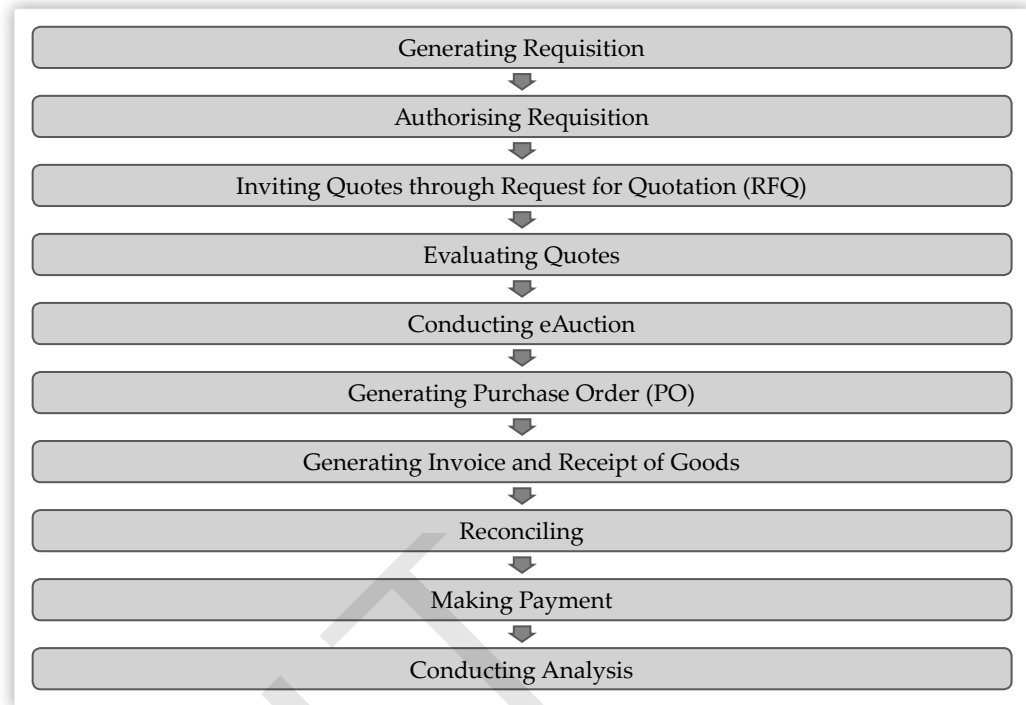 Generating Requisition
Authorising Requisition
Inviting Quotes through Request for Quotation (RFQ)
Evaluating Quotes
Conducting eAuction
Generating Purchase Order (PO)
Generating Invoice and Receipt of Goods
Reconciling
Making Payment
Conducting Analysis